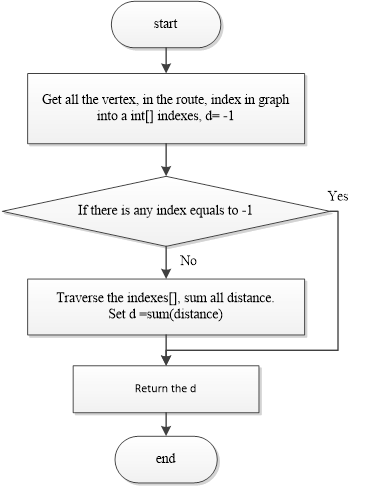 start
Get all the vertex, in the route, index in graph
into a int[] indexes, d= -1
If there is any index equals to -1
Yes
No
Traverse the indexes[], sum all distance.
Set d =sum(distance)
Return the d
end